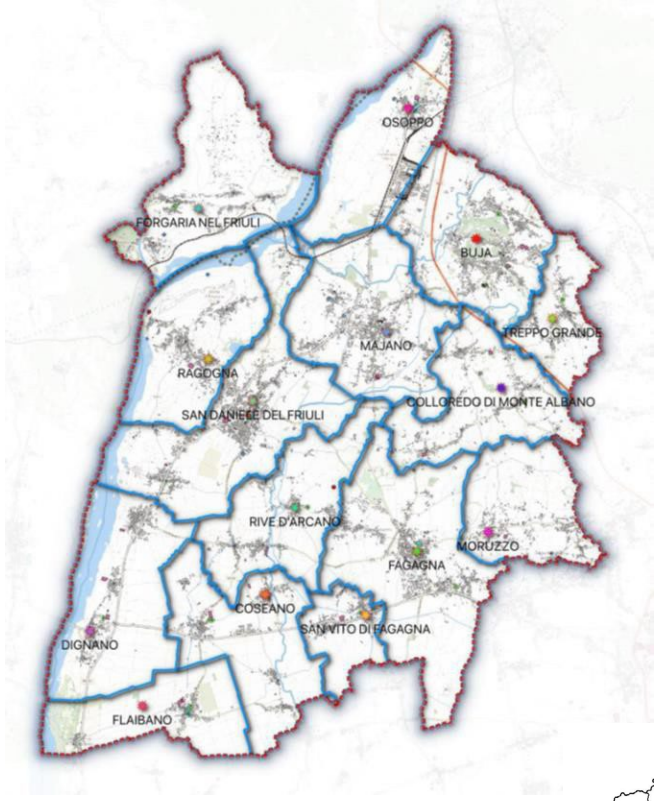 OSOPPO
FORGARIA NEL FRIULI
BUJA
TREPPO GRANDE
MAJANO
RAGOGNA
COLLOREDO DI MONTE ALBANO
SAN DANIELE DEL FRIULI
RIVE D'ARCANO
MORUZZO
FAGAGNA
COSEANO
SAN VITO DI FAGAGNA
DIGNANO
FLAIBANO